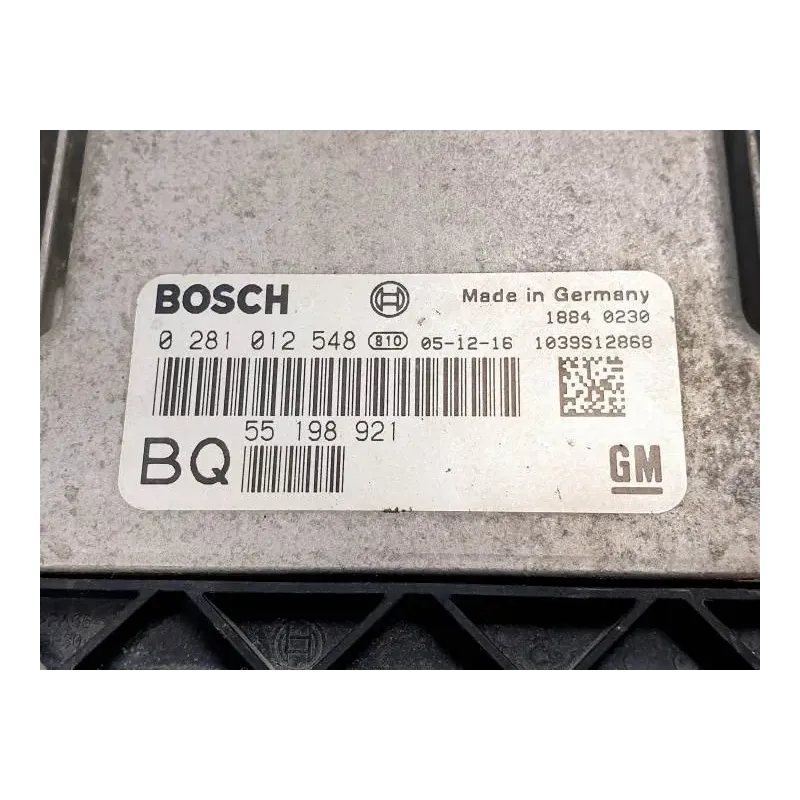 BOSCH Made in Germany
1884 0230
0 281 012 548 810 05-12-16 1039S12868
55 198 921
BQ GM